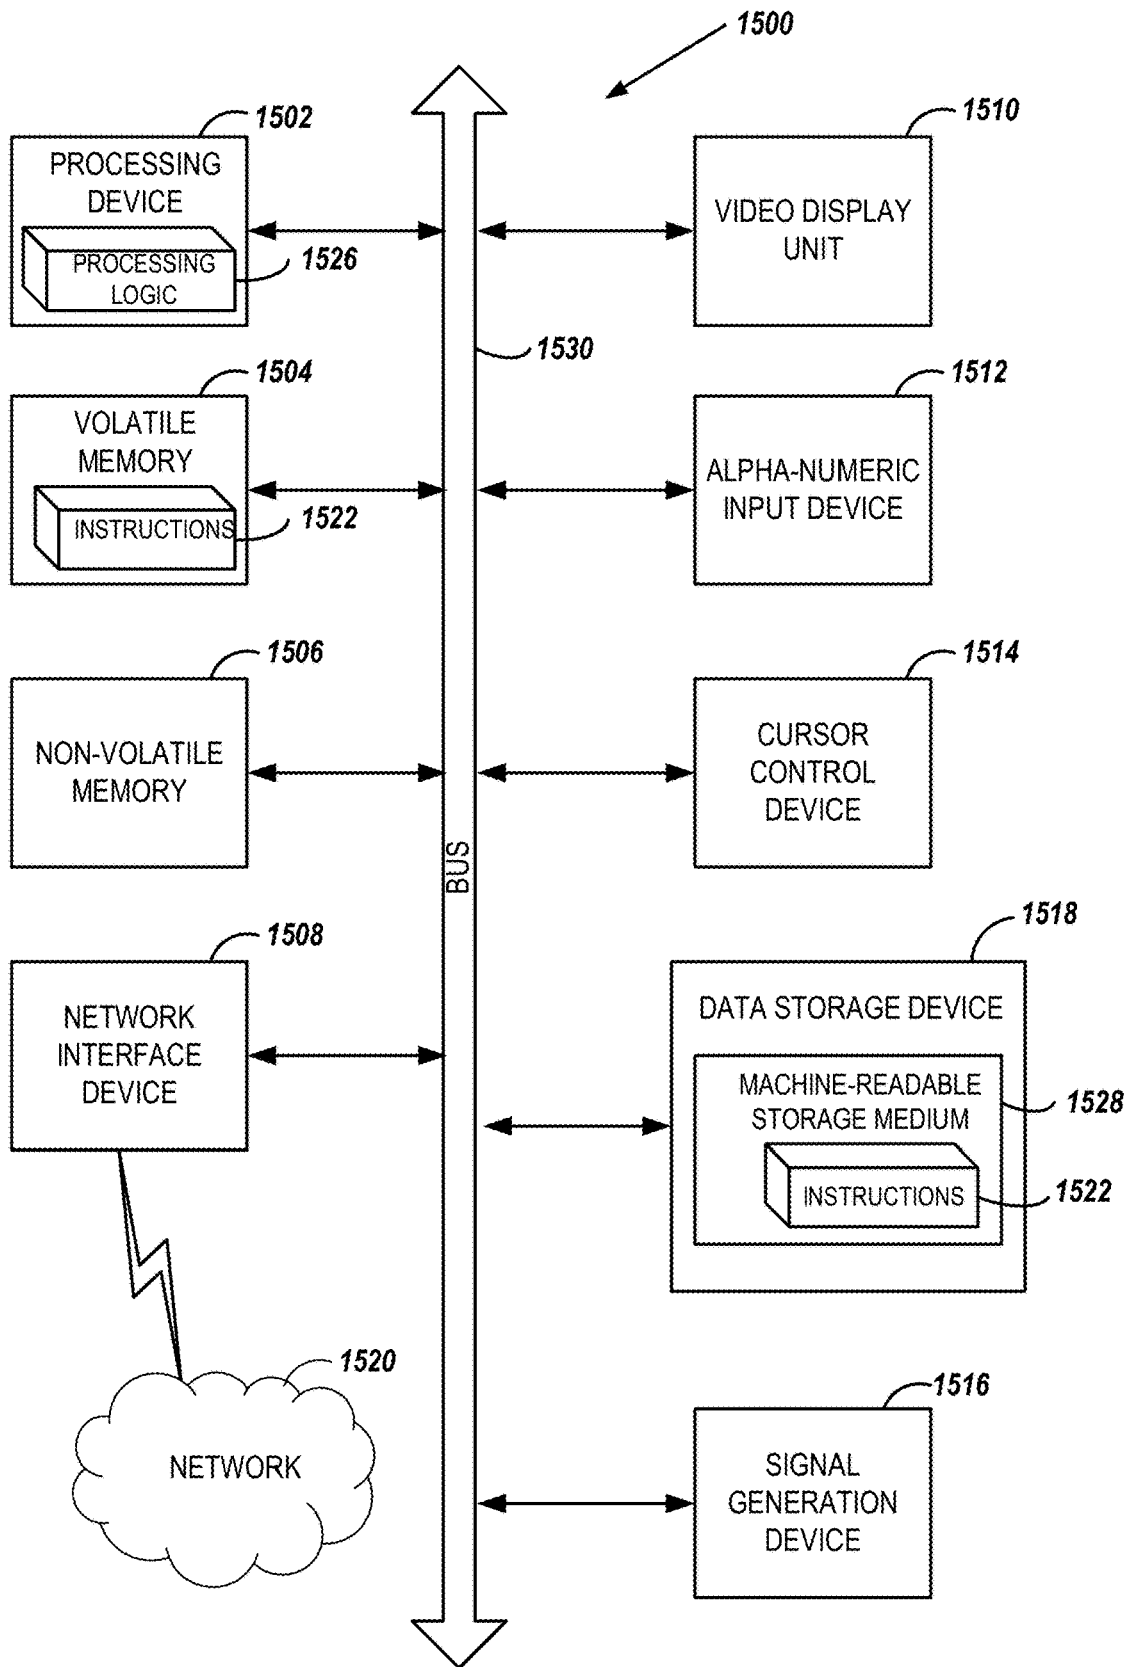 1500
1502
PROCESSING
DEVICE
1526
PROCESSING
LOGIC
1510
VIDEO DISPLAY
UNIT
1530
1504
VOLATILE
MEMORY
1522
INSTRUCTIONS
1512
ALPHA-NUMERIC
INPUT DEVICE
1506
NON-VOLATILE
MEMORY
1514
CURSOR
CONTROL
DEVICE
BUS
1508
NETWORK
INTERFACE
DEVICE
1518
DATA STORAGE DEVICE
MACHINE-READABLE
STORAGE MEDIUM
1528
INSTRUCTIONS
1522
1520
NETWORK
1516
SIGNAL
GENERATION
DEVICE